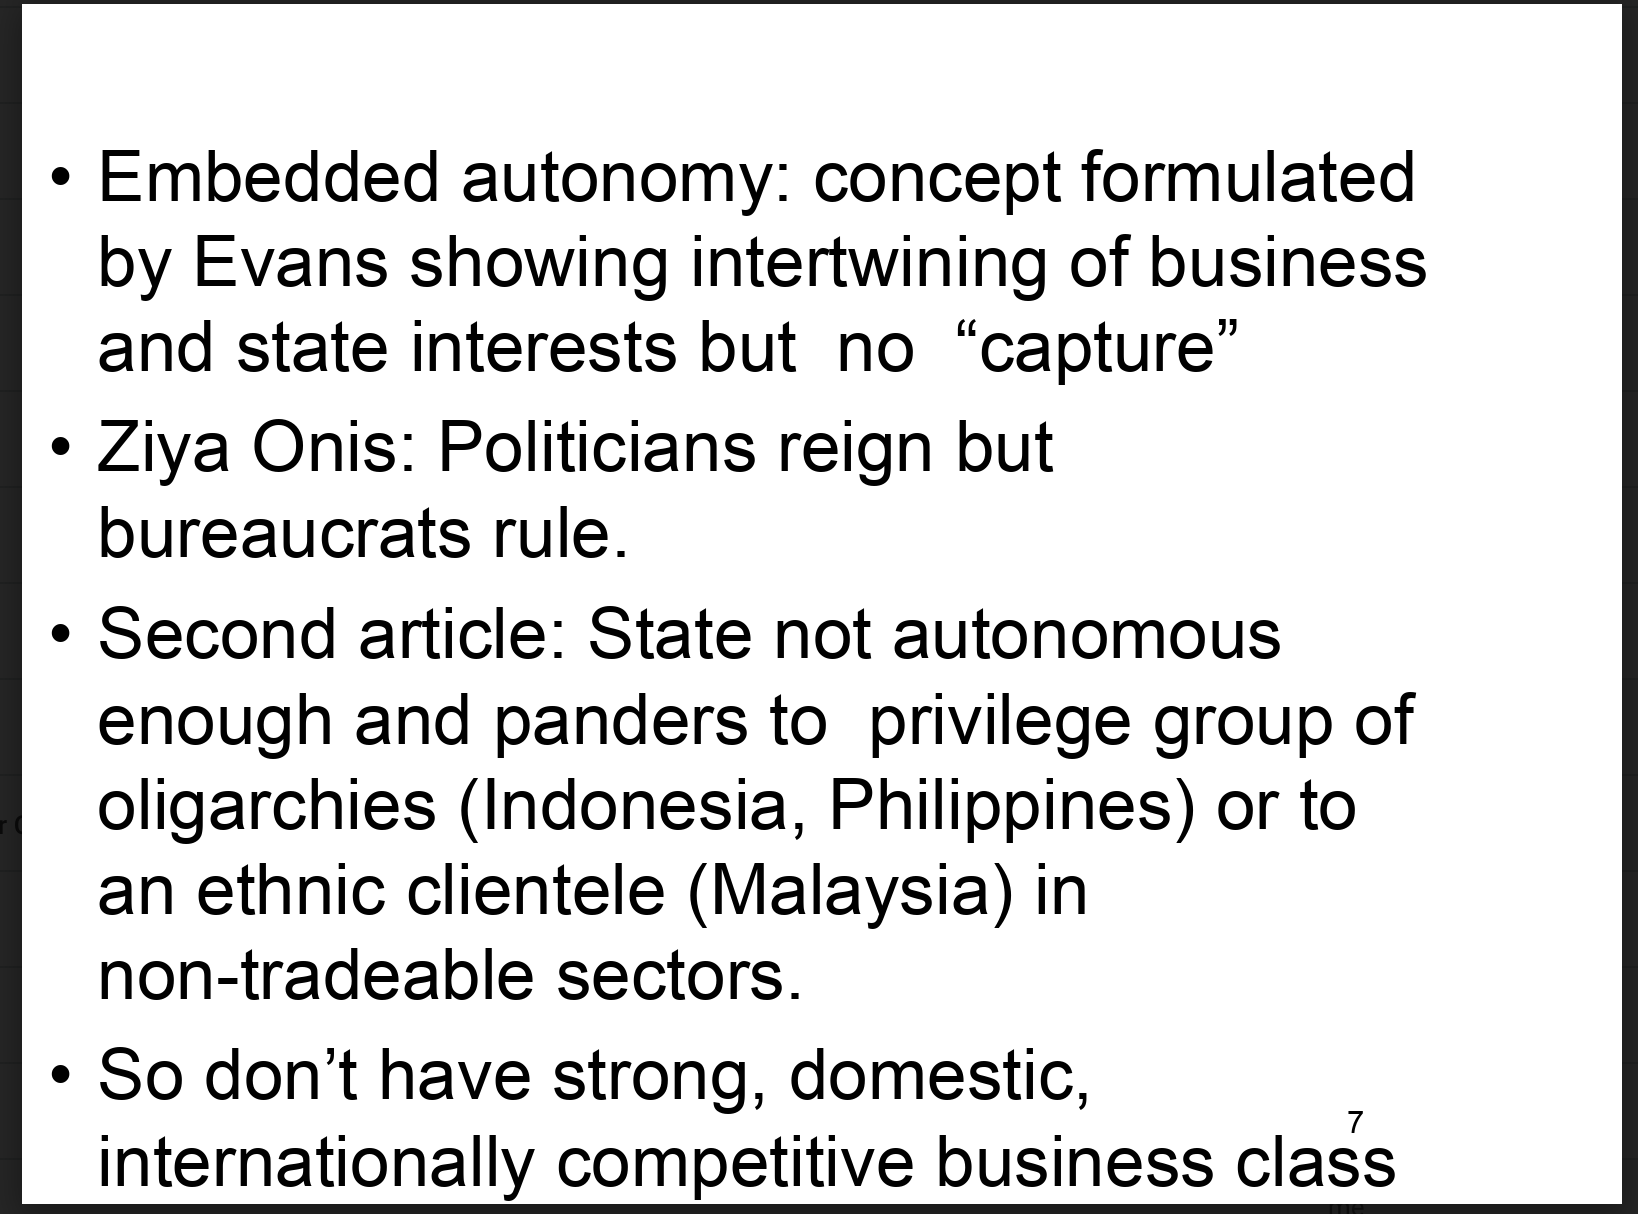 • Embedded autonomy: concept formulated
by Evans showing intertwining of business
and state interests but  no  “capture”
• Ziya Onis: Politicians reign but
bureaucrats rule.
• Second article: State not autonomous
enough and panders to  privilege group of
oligarchies (Indonesia, Philippines) or to
an ethnic clientele (Malaysia) in
non-tradeable sectors.
• So don’t have strong, domestic,
7
internationally competitive business class